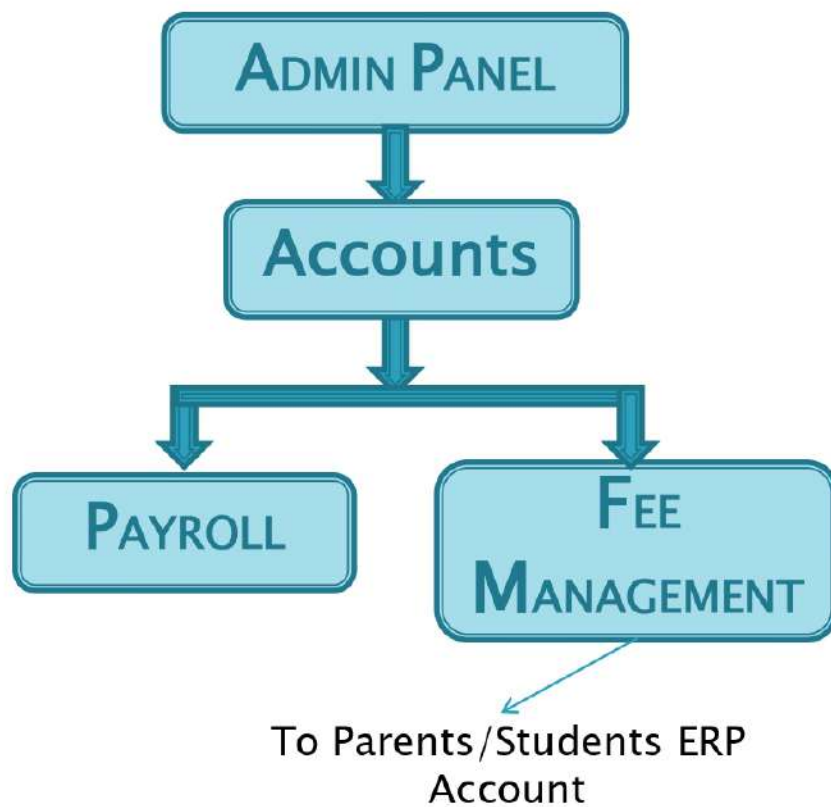 ADMIN PANEL
Accounts
PAYROLL
FEE
MANAGEMENT
To Parents/Students ERP
Account